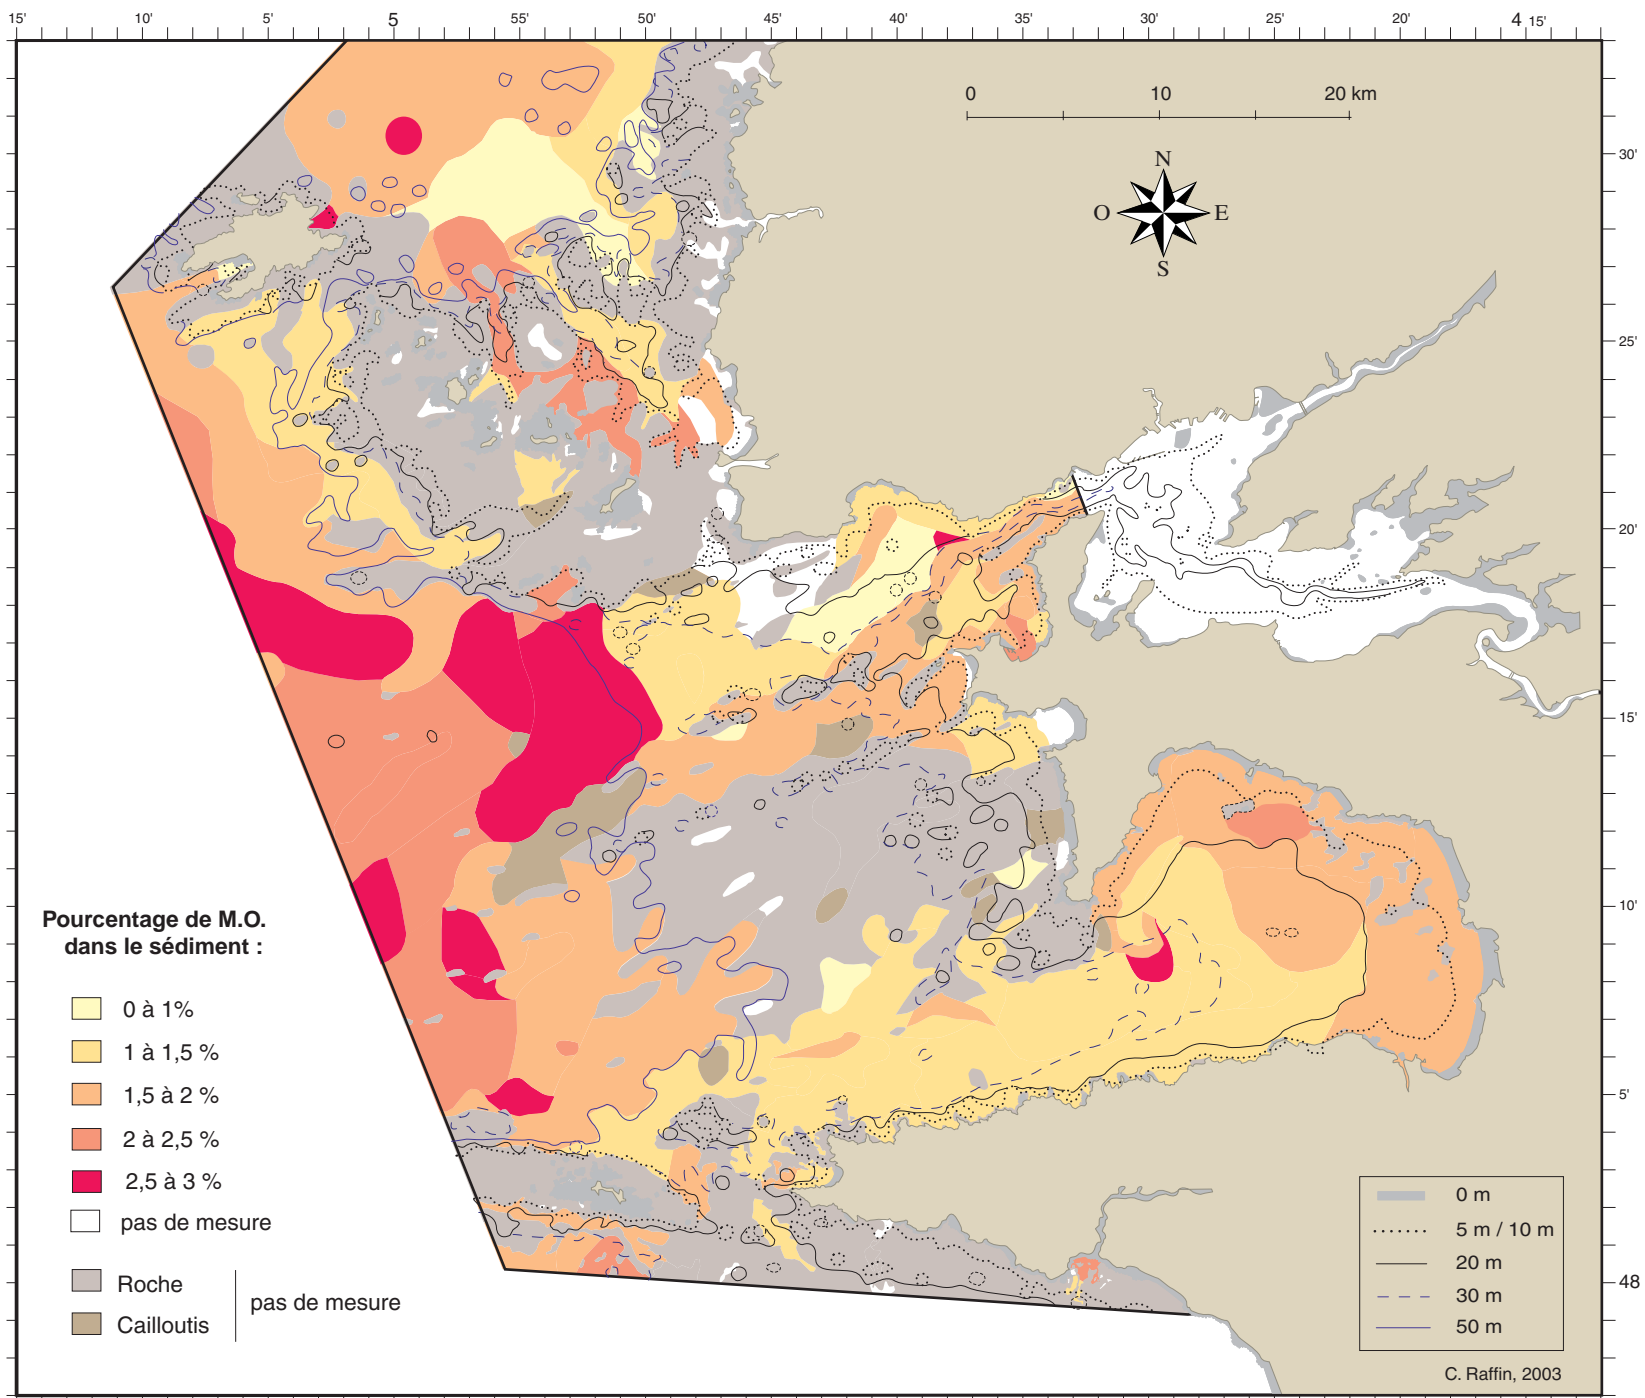 15' 10' 5' 5 55' 50' 45' 40' 35' 30' 25' 20' 4 15'
0 10 20 km
N
O E
S
30'
25'
20'
15'
10'
5'
48
Pourcentage de M.O.
dans le sédiment :
0 à 1%
1 à 1,5 %
1,5 à 2 %
2 à 2,5 %
2,5 à 3 %
pas de mesure
Roche
pas de mesure
Cailloutis
0 m
5 m / 10 m
20 m
30 m
50 m
C. Raffin, 2003